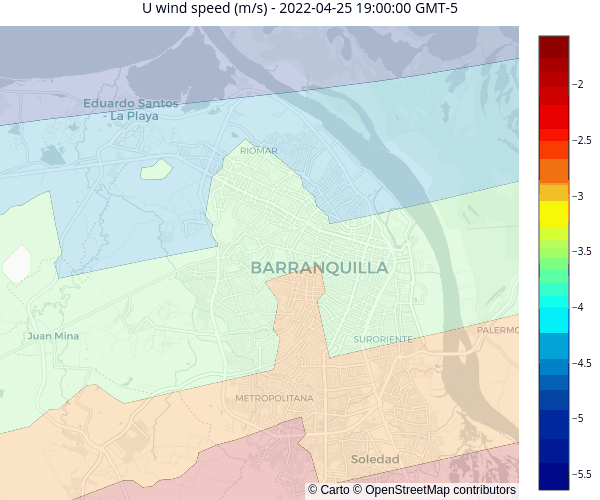 U wind speed (m/s) - 2022-04-25 19:00:00 GMT-5
Eduardo Santos
- La Playa
RIOMAR
BARRANQUILLA
Juan Mina
SURORIENTE
PALERMO
METROPOLITANA
Soledad
© Carto © OpenStreetMap contributors
−2
−2.5
−3
−3.5
−4
−4.5
−5
−5.5